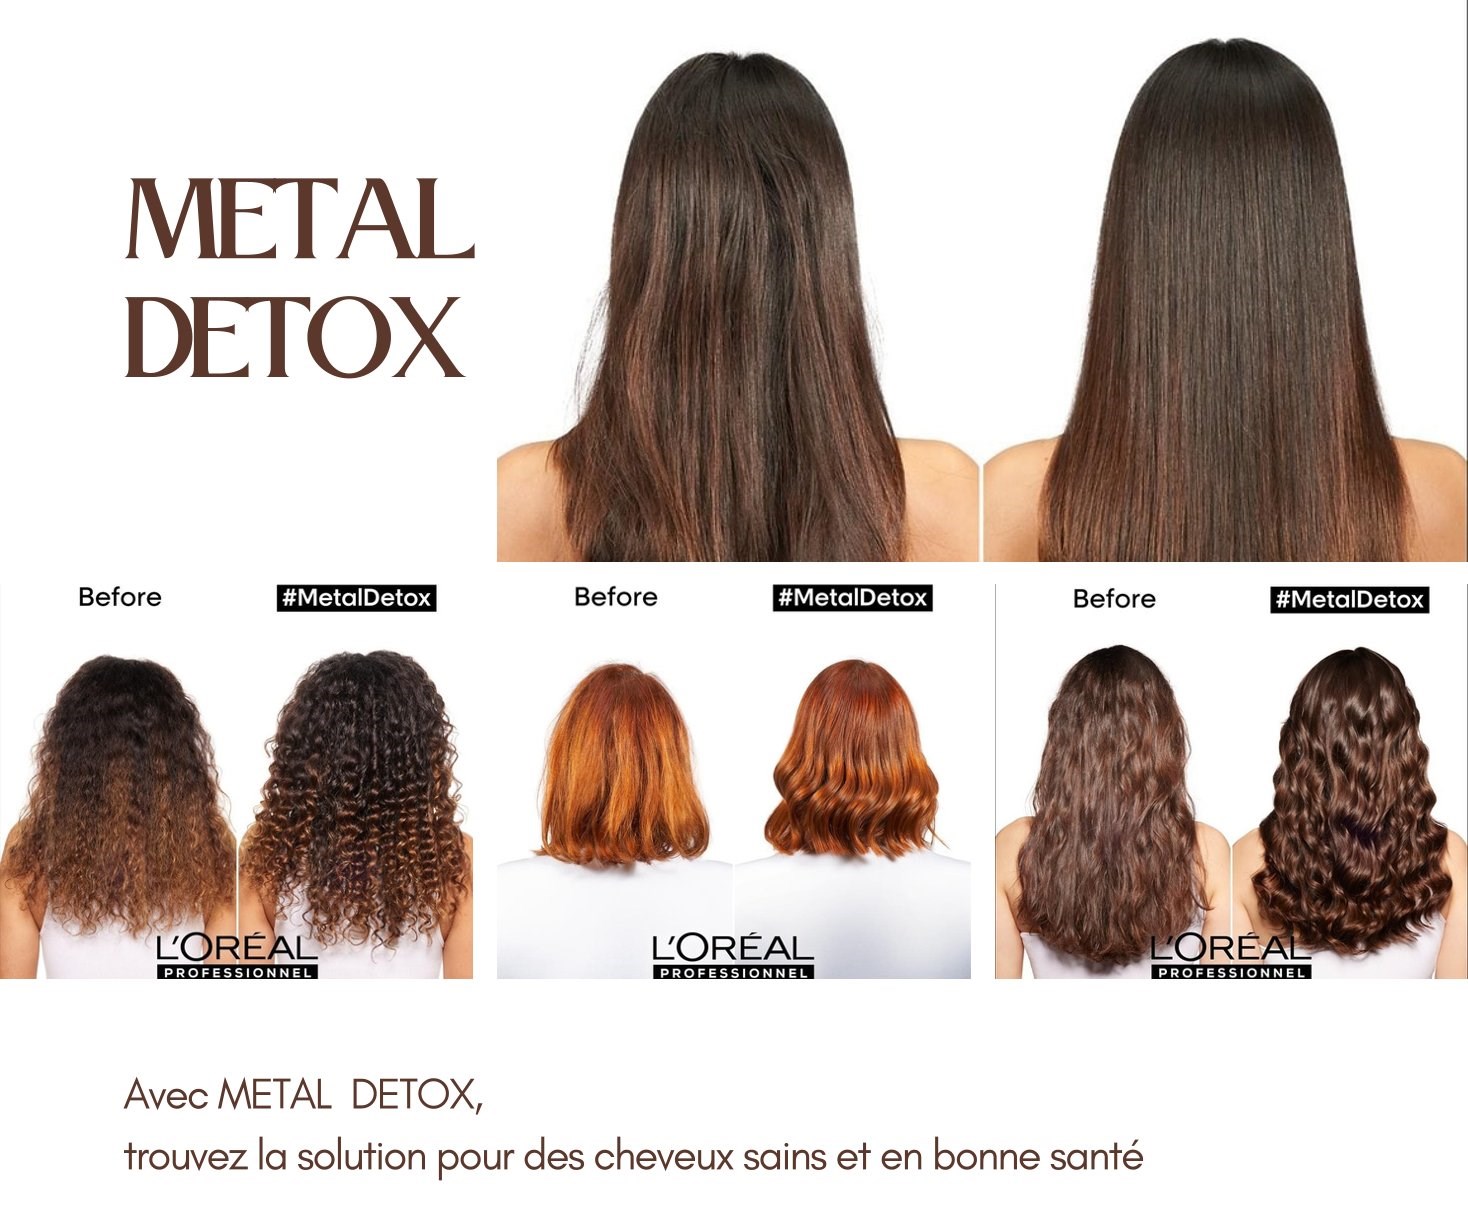 METAL
DETOX
Before
#MetalDetox
L'ORÉAL
PROFESSIONNEL
Before
#MetalDetox
L'ORÉAL
PROFESSIONNEL
Before
#MetalDetox
L'ORÉAL
PROFESSIONNEL
Avec METAL DETOX,
trouvez la solution pour des cheveux sains et en bonne santé